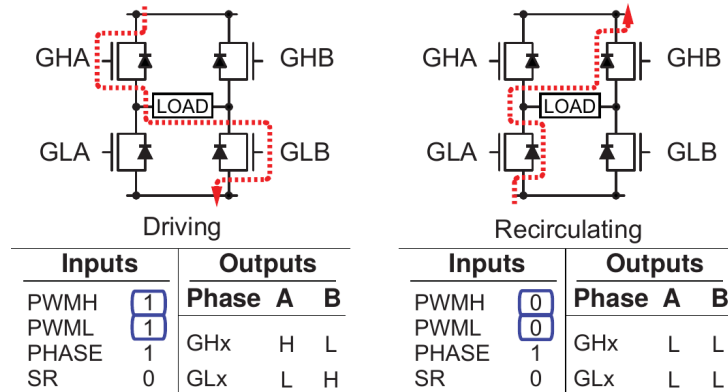 GHA GHB
LOAD
GLA GLB
Driving
Inputs Outputs
PWMH 1 Phase A B
PWML 1
PHASE 1 GHx H L
SR 0 GLx L H
GHA GHB
LOAD
GLA GLB
Recirculating
Inputs Outputs
PWMH 0 Phase A B
PWML 0
PHASE 1 GHx L L
SR 0 GLx L L